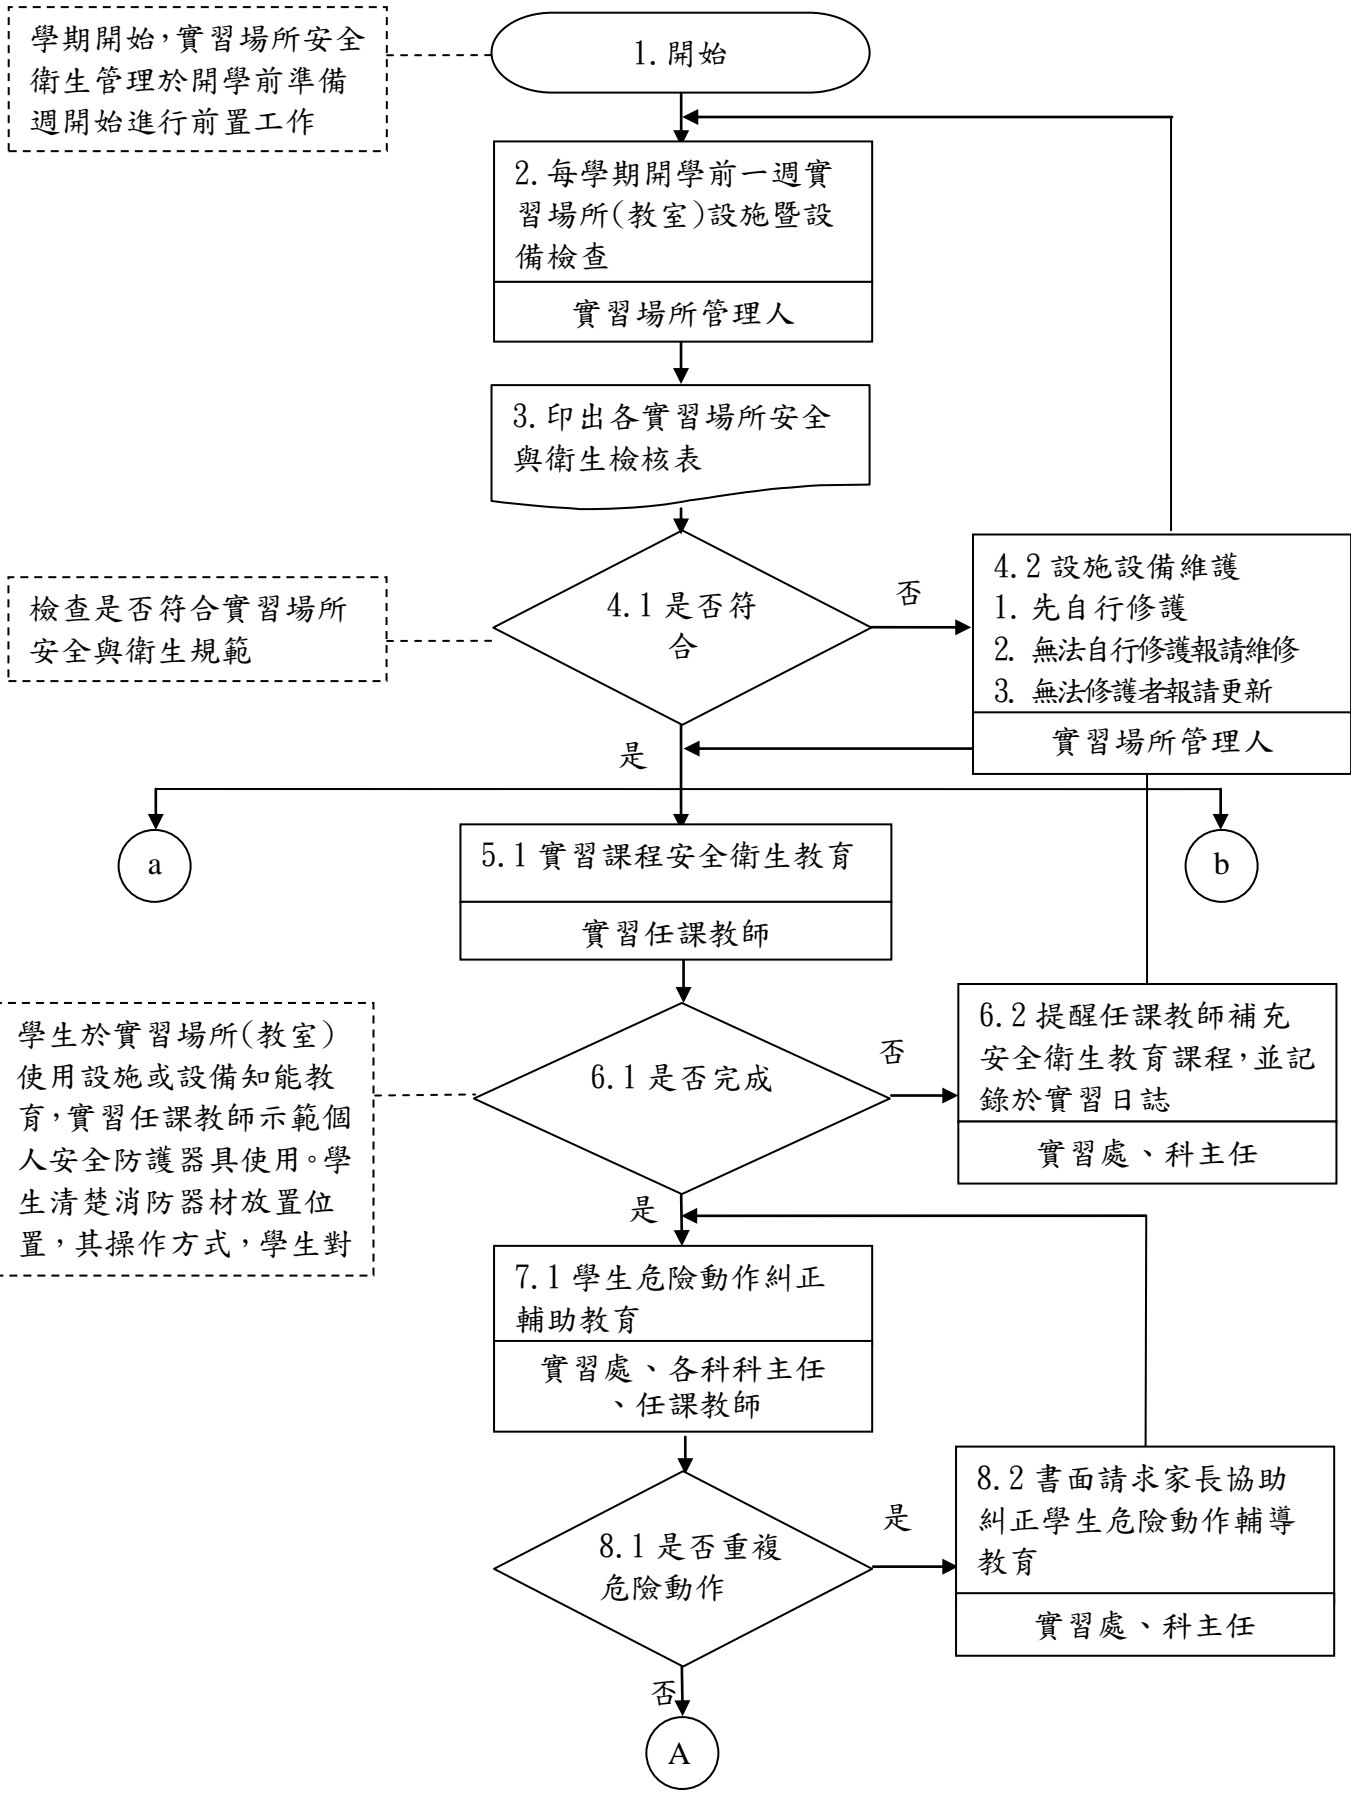 學期開始，實習場所安全
衛生管理於開學前準備
週開始進行前置工作
1.開始
2.每學期開學前一週實
習場所(教室)設施暨設
備檢查
實習場所管理人
3.印出各實習場所安全
與衛生檢核表
檢查是否符合實習場所
安全與衛生規範
4.1 是否符
合
否
4.2 設施設備維護
1. 先自行修護
2. 無法自行修護報請維修
3. 無法修護者報請更新
實習場所管理人
是
a
b
5.1 實習課程安全衛生教育
實習任課教師
學生於實習場所(教室)
使用設施或設備知能教
育，實習任課教師示範個
人安全防護器具使用。學
生清楚消防器材放置位
置，其操作方式，學生對
6.1 是否完成
否
6.2 提醒任課教師補充
安全衛生教育課程，並記
錄於實習日誌
實習處、科主任
是
7.1 學生危險動作糾正
輔助教育
實習處、各科科主任
、任課教師
8.1 是否重複
危險動作
是
8.2 書面請求家長協助
糾正學生危險動作輔導
教育
實習處、科主任
否
A